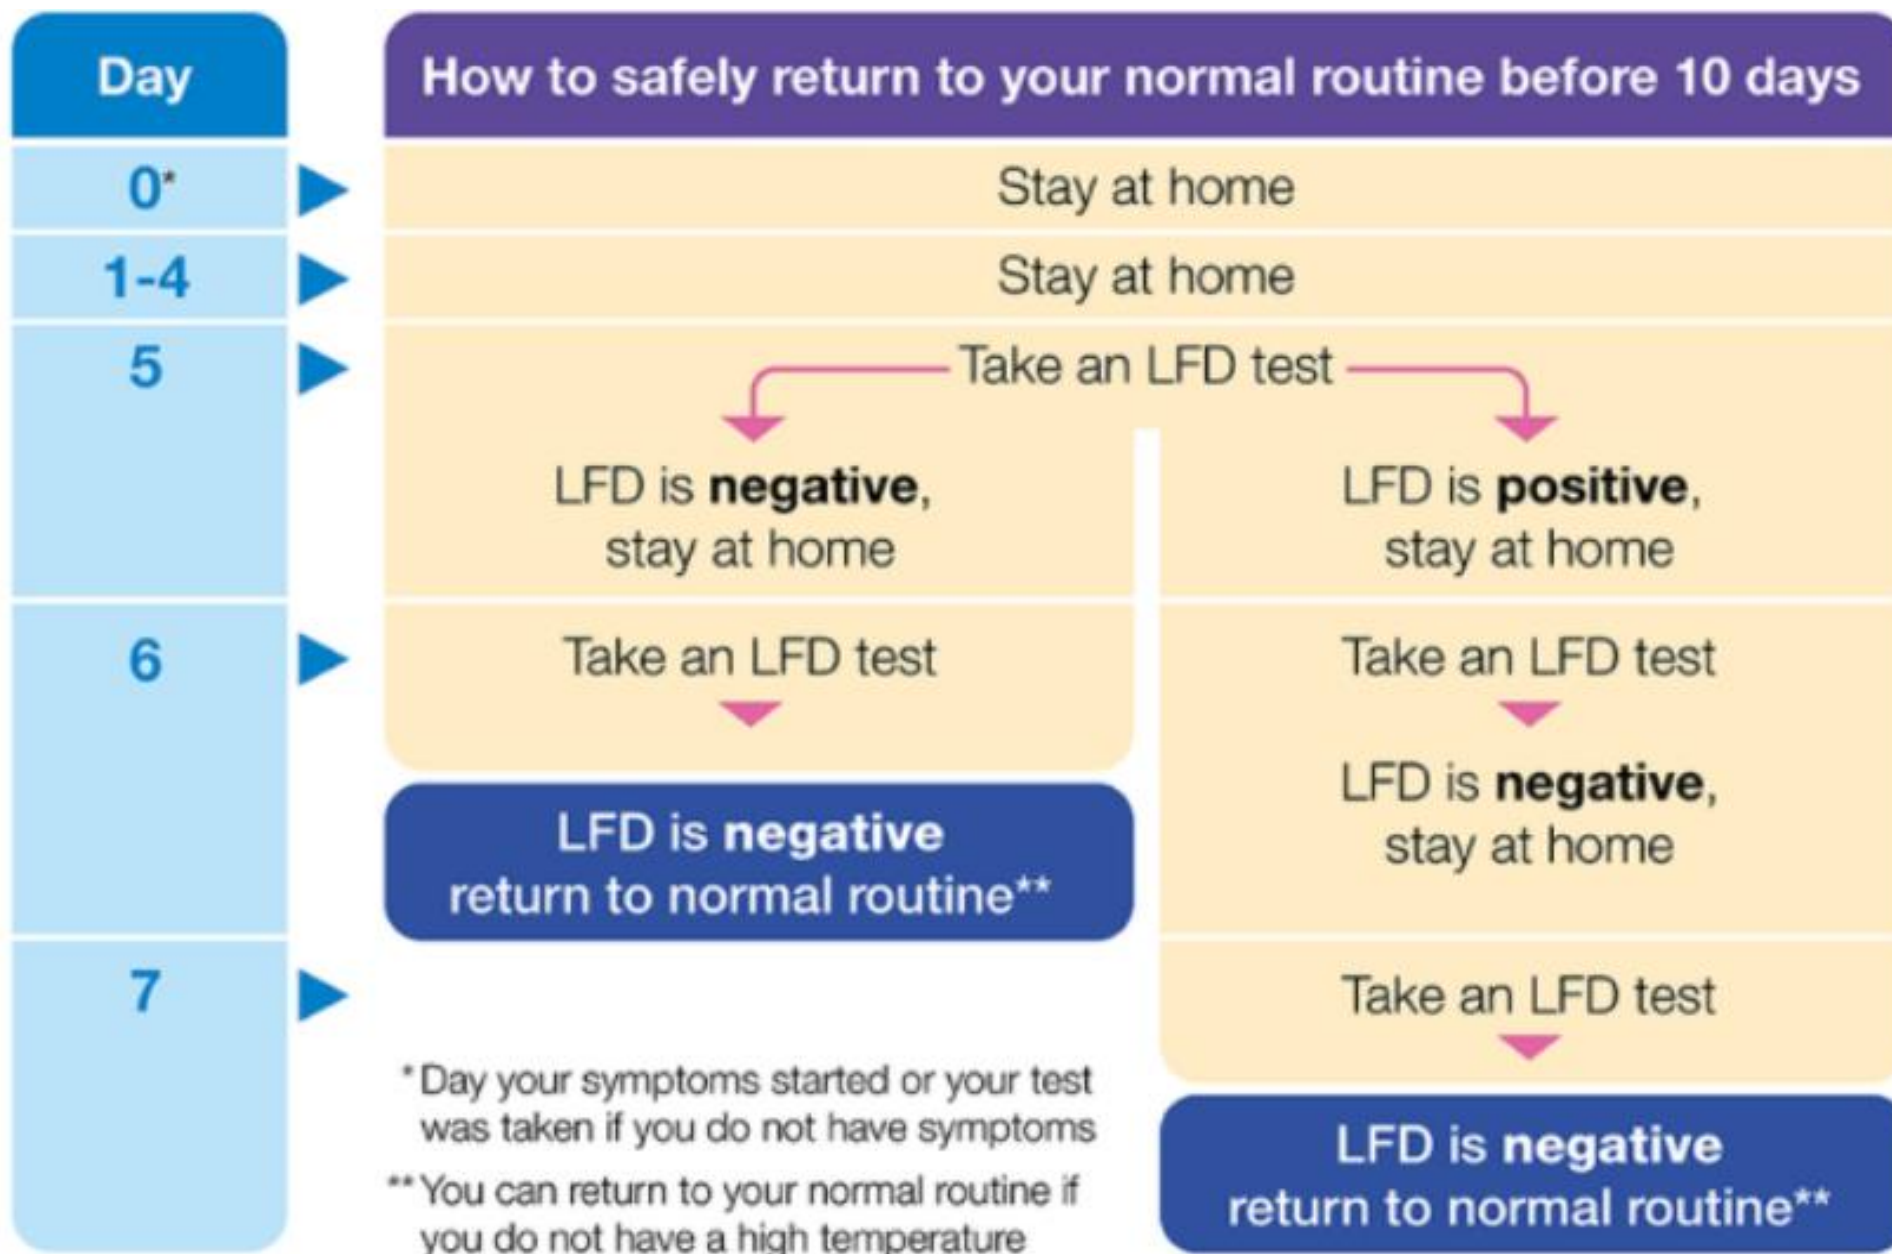 Day
How to safely return to your normal routine before 10 days
0*
Stay at home
1-4
Stay at home
5
Take an LFD test
LFD is negative,
stay at home
LFD is positive,
stay at home
6
Take an LFD test
LFD is negative
return to normal routine**
Take an LFD test
LFD is negative,
stay at home
7
Take an LFD test
LFD is negative
return to normal routine**
* Day your symptoms started or your test
was taken if you do not have symptoms
** You can return to your normal routine if
you do not have a high temperature